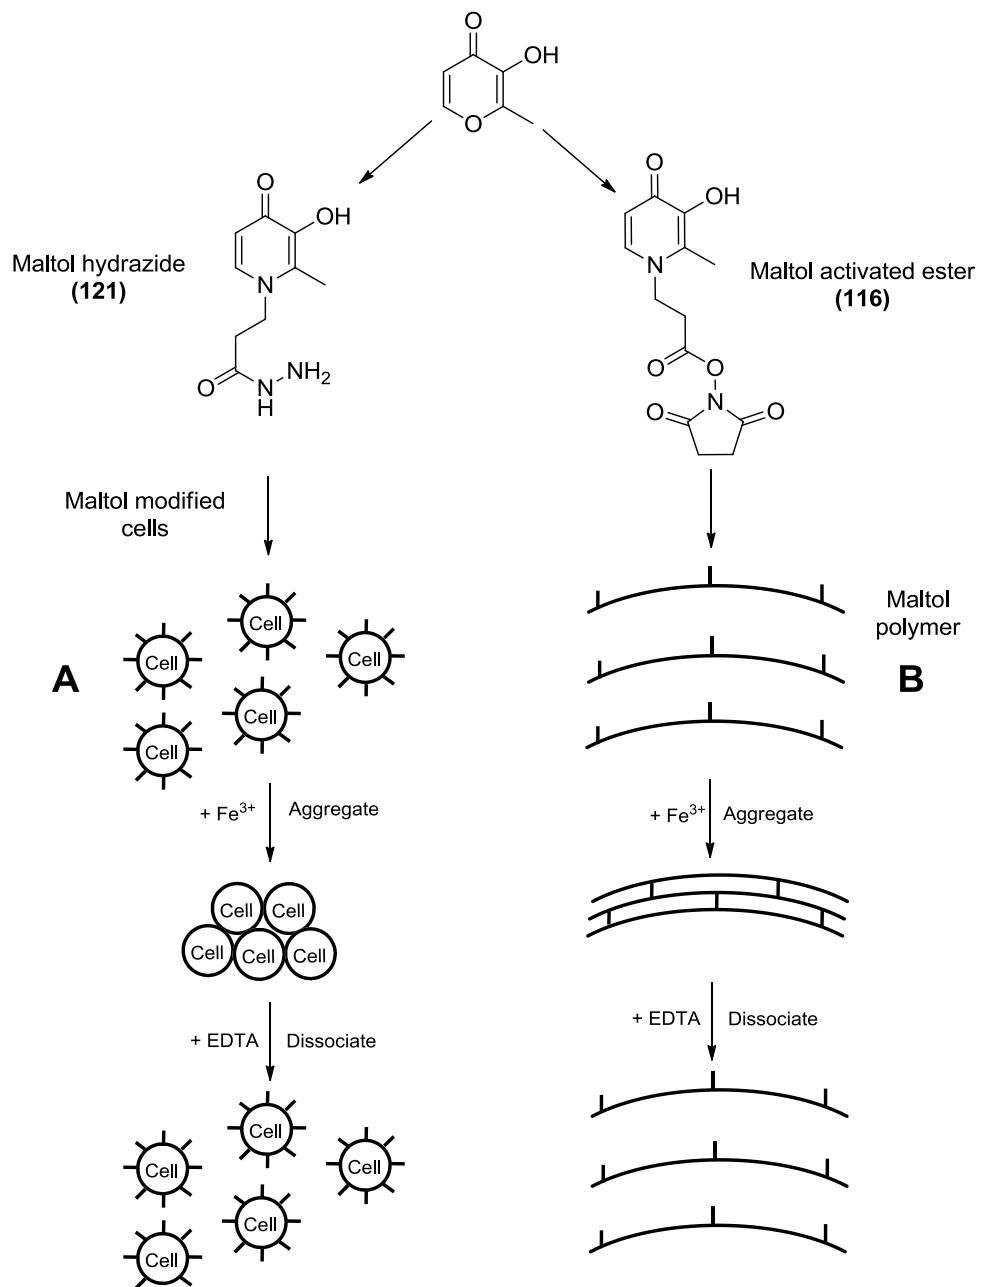 O
OH
O
O
OH
N
Maltol hydrazide
(121)
O
N
H
NH2
O
OH
N
Maltol activated ester
(116)
O
O
N
O
O
Maltol modified
cells
Cell
Cell
Cell
Cell
Cell
A
Maltol
polymer
B
+ Fe³⁺ Aggregate
+ Fe³⁺ Aggregate
Cell Cell
Cell Cell Cell
+ EDTA Dissociate
+ EDTA Dissociate
Cell
Cell
Cell
Cell
Cell